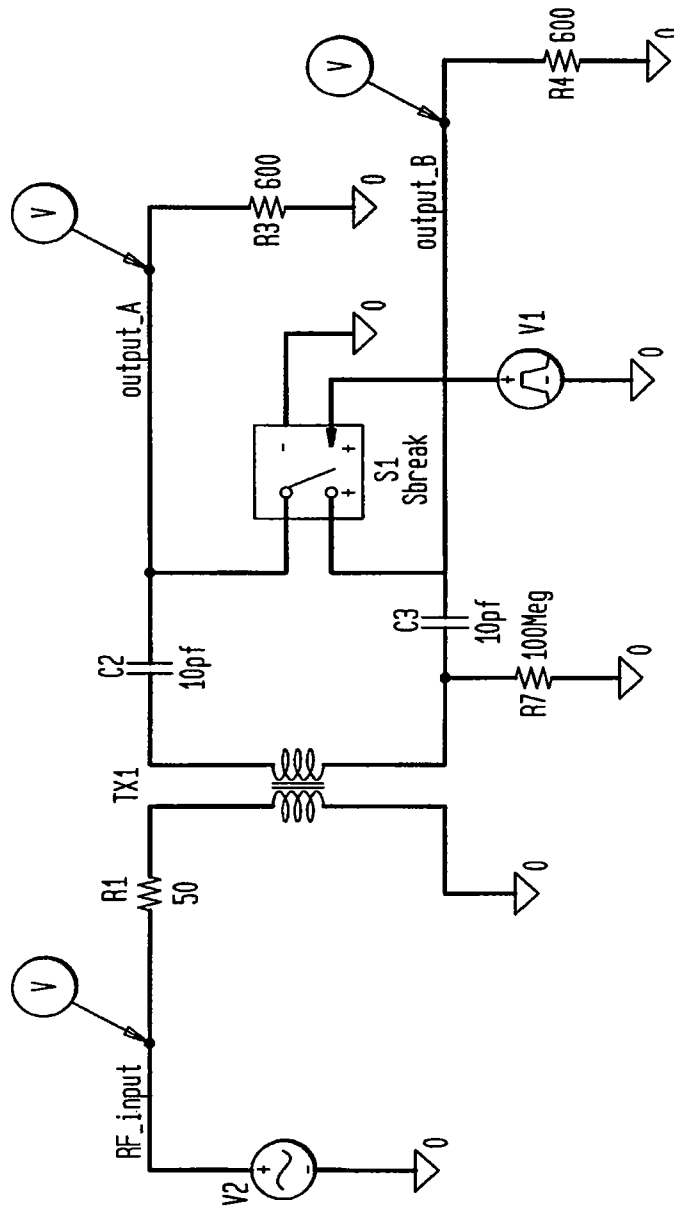 RF_input
V
V2
+
-
0
R1
50
TX1
0
C2
10pf
C3
10pf
R7
100Meg
0
output_A
V
R3
600
0
-
+
+
S1
Sbreak
0
output_B
V
R4
600
0
V1
+
-
0